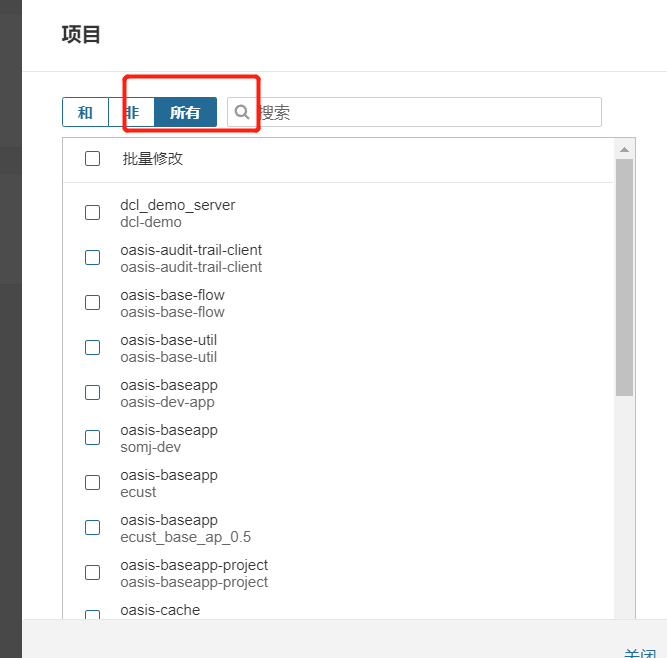 项目
和 非 所有 搜索
批量修改
dcl_demo_server
dcl-demo
oasis-audit-trail-client
oasis-audit-trail-client
oasis-base-flow
oasis-base-flow
oasis-base-util
oasis-base-util
oasis-baseapp
oasis-dev-app
oasis-baseapp
somj-dev
oasis-baseapp
ecust
oasis-baseapp
ecust_base_ap_0.5
oasis-baseapp-project
oasis-baseapp-project
oasis-cache
关闭